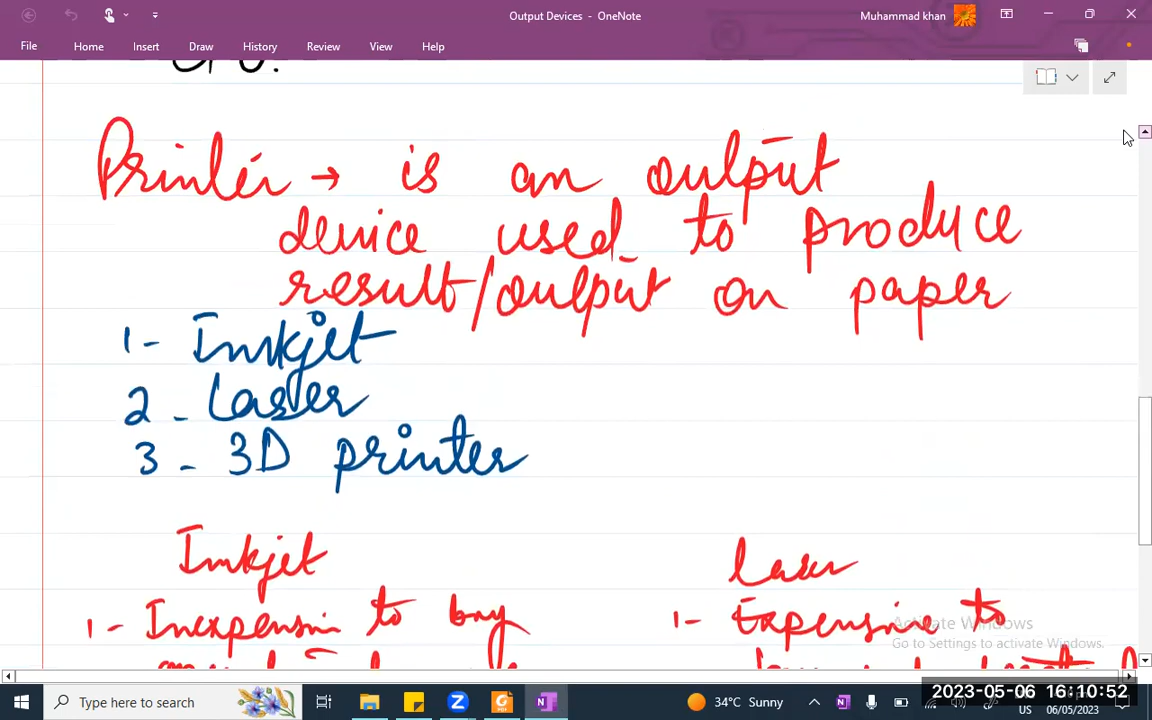 Output Devices - OneNote
Muhammad khan
File Home Insert Draw History Review View Help
CPU.
Printer → is an output
device used to produce
result/output on paper
1- Inkjet
2 - Laser
3 - 3D printer
Inkjet
laser
1- Inexpensive to buy
1- Expensive to
Activate Windows
Go to Settings to activate Windows.
Type here to search
34°C Sunny
2023-05-06 16:10:52
US
06/05/2023